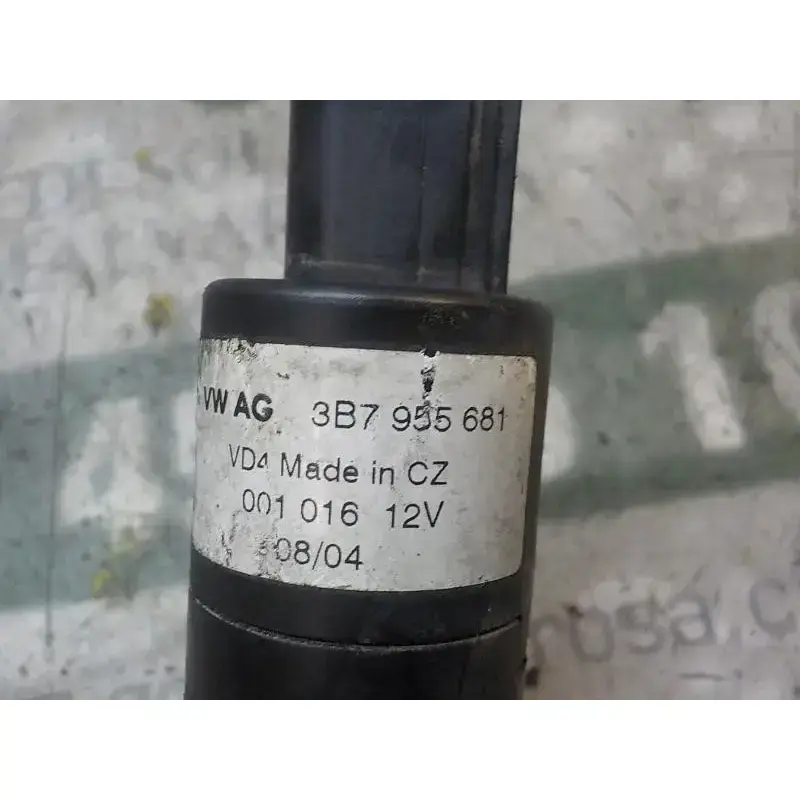 VW AG 3B7 955 681
VD4 Made in CZ
001 016 12V
08/04